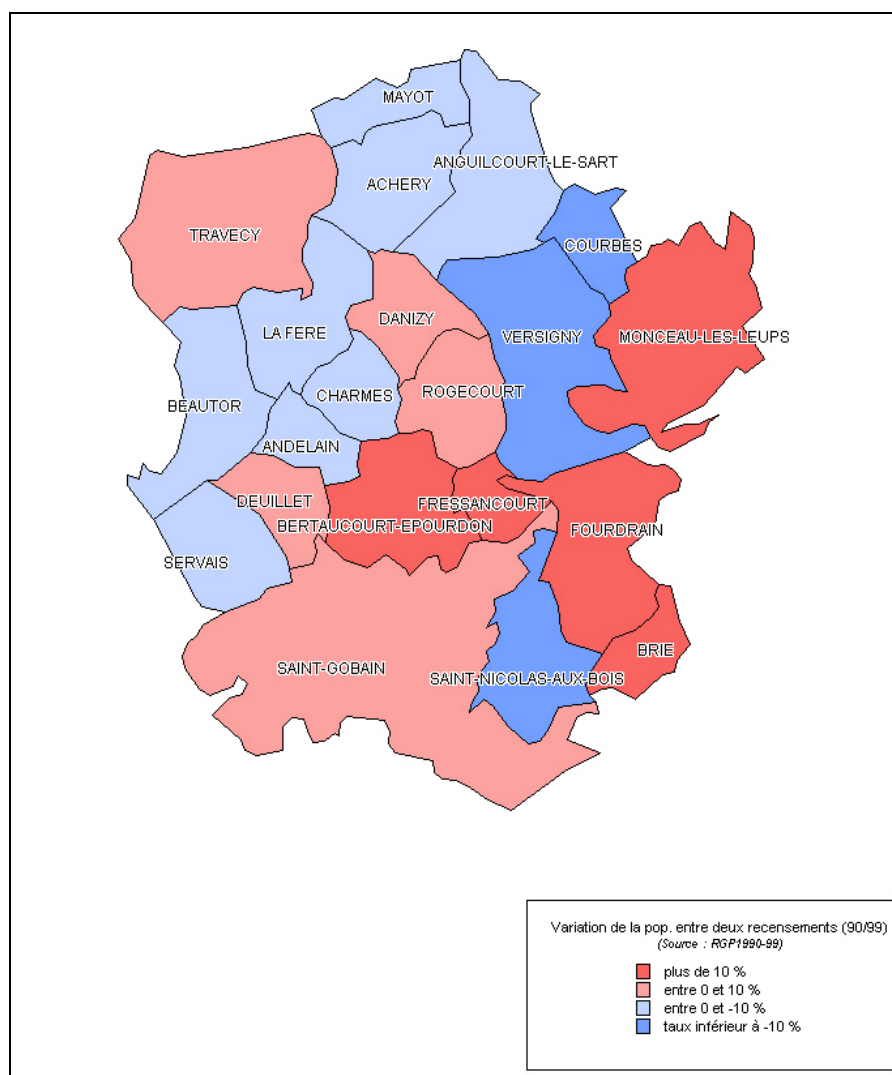 MAYOT
ANGUILCOURT-LE-SART
ACHERY
TRAVECY
COURBES
DANIZY
LA FERE
VERSIGNY
MONCEAU-LES-LEUPS
ROGECOURT
CHARMES
BEAUTOR
ANDELAIN
DEUILLET
FRESSANCOURT
BERTAUCOURT-EPOURDON
FOURDRAIN
SERVAIS
BRIE
SAINT-GOBAIN
SAINT-NICOLAS-AUX-BOIS
Variation de la pop. entre deux recensements (90/99)
(Source : RGP1990-99)
plus de 10 %
entre 0 et 10 %
entre 0 et -10 %
taux inférieur à -10 %